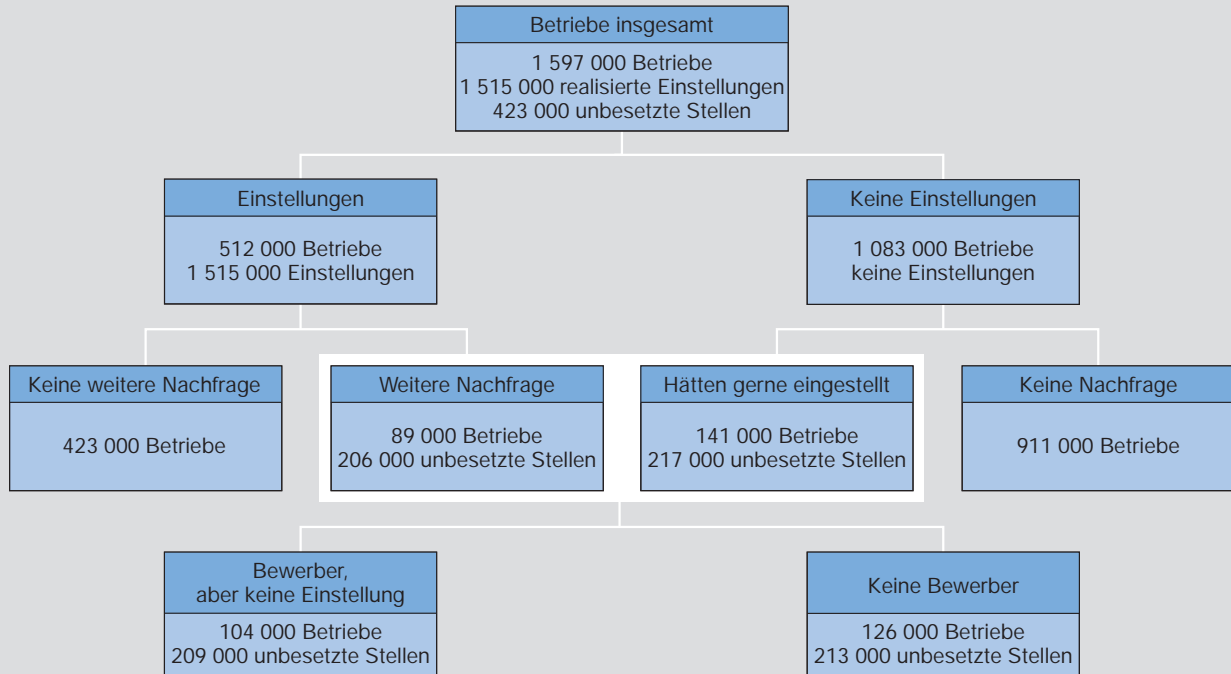 Betriebe insgesamt
1 597 000 Betriebe
1 515 000 realisierte Einstellungen
423 000 unbesetzte Stellen
Einstellungen
512 000 Betriebe
1 515 000 Einstellungen
Keine Einstellungen
1 083 000 Betriebe
keine Einstellungen
Keine weitere Nachfrage
423 000 Betriebe
Weitere Nachfrage
89 000 Betriebe
206 000 unbesetzte Stellen
Hätten gerne eingestellt
141 000 Betriebe
217 000 unbesetzte Stellen
Keine Nachfrage
911 000 Betriebe
Bewerber,
aber keine Einstellung
104 000 Betriebe
209 000 unbesetzte Stellen
Keine Bewerber
126 000 Betriebe
213 000 unbesetzte Stellen